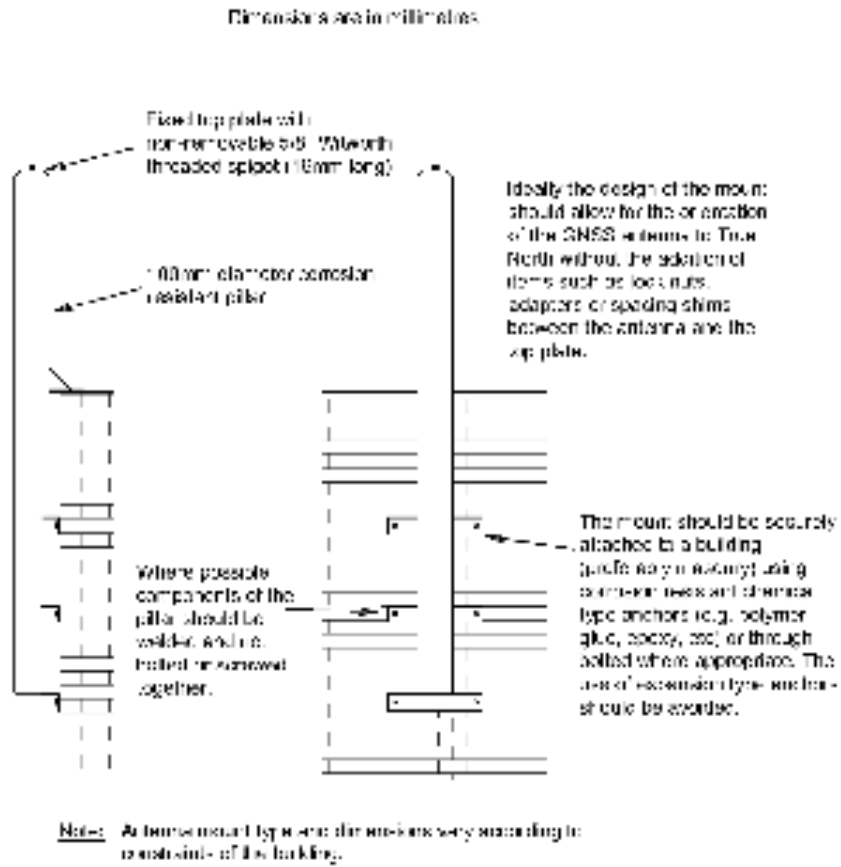 Dimensions are in millimetres
Fixed top plate with
non-removable 5/8" Witworth
threaded spigot (16mm long)
Ideally the design of the mount
should allow for the orientation
of the GNSS antenna to True
North without the addition of
items such as lock nuts,
adapters or spacing shims
between the antenna and the
top plate.
100mm diameter corrosion
resistant pillar
The mount should be securely
attached to a building
(preferably masonry) using
corrosion resistant chemical
type anchors (e.g. polymer
glue, epoxy, etc) or through
bolted where appropriate. The
use of expansion type anchors
should be avoided.
Where possible
components of the
pillar should be
welded and not
bolted or screwed
together.
Note: Antenna mount type and dimensions vary according to
constraints of the building.